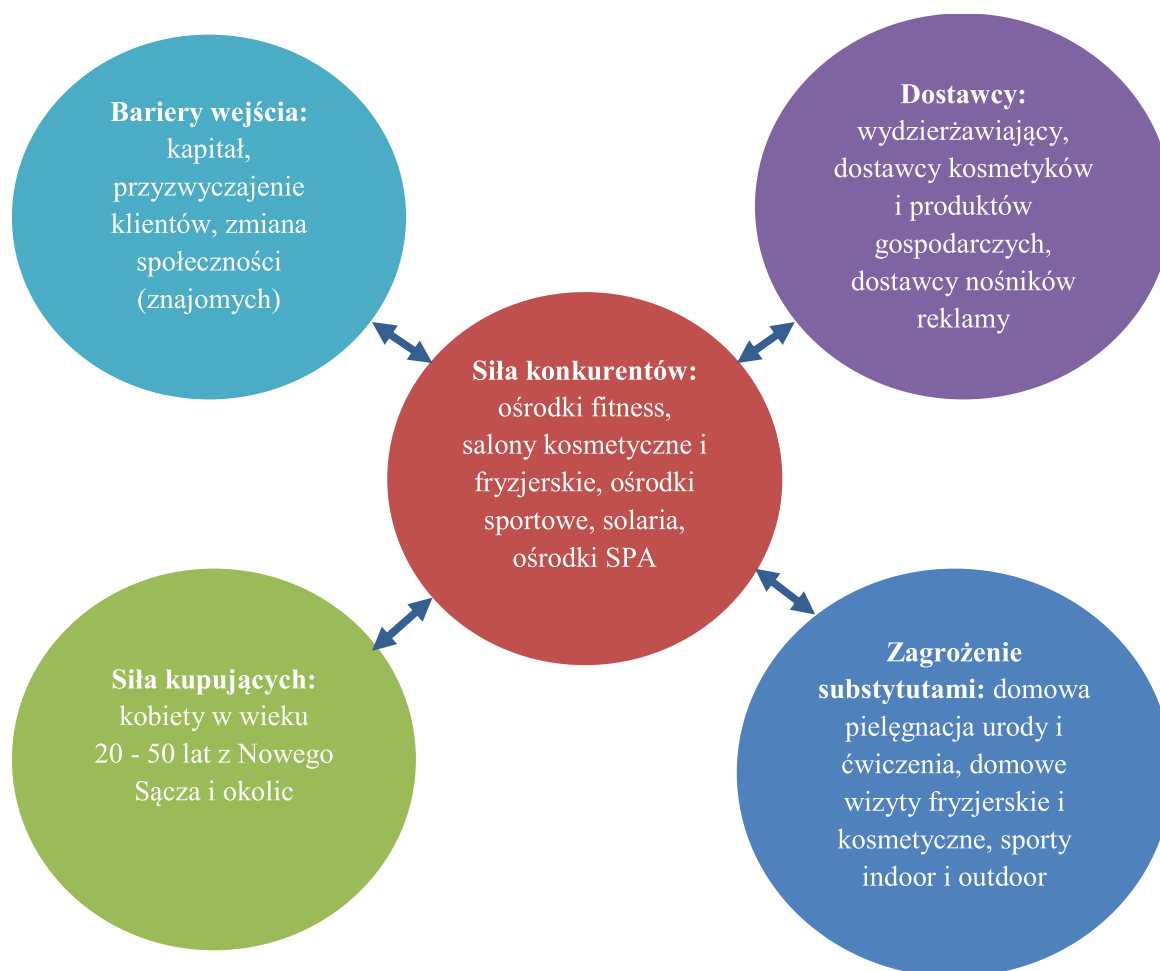 Bariery wejścia:
kapitał,
przyzwyczajenie
klientów, zmiana
społeczności
(znajomych)
Dostawcy:
wydzierżawiający,
dostawcy kosmetyków
i produktów
gospodarczych,
dostawcy nośników
reklamy
Siła konkurentów:
ośrodki fitness,
salony kosmetyczne i
fryzjerskie, ośrodki
sportowe, solaria,
ośrodki SPA
Siła kupujących:
kobiety w wieku
20 - 50 lat z Nowego
Sącza i okolic
Zagrożenie
substytutami: domowa
pielęgnacja urody i
ćwiczenia, domowe
wizyty fryzjerskie i
kosmetyczne, sporty
indoor i outdoor